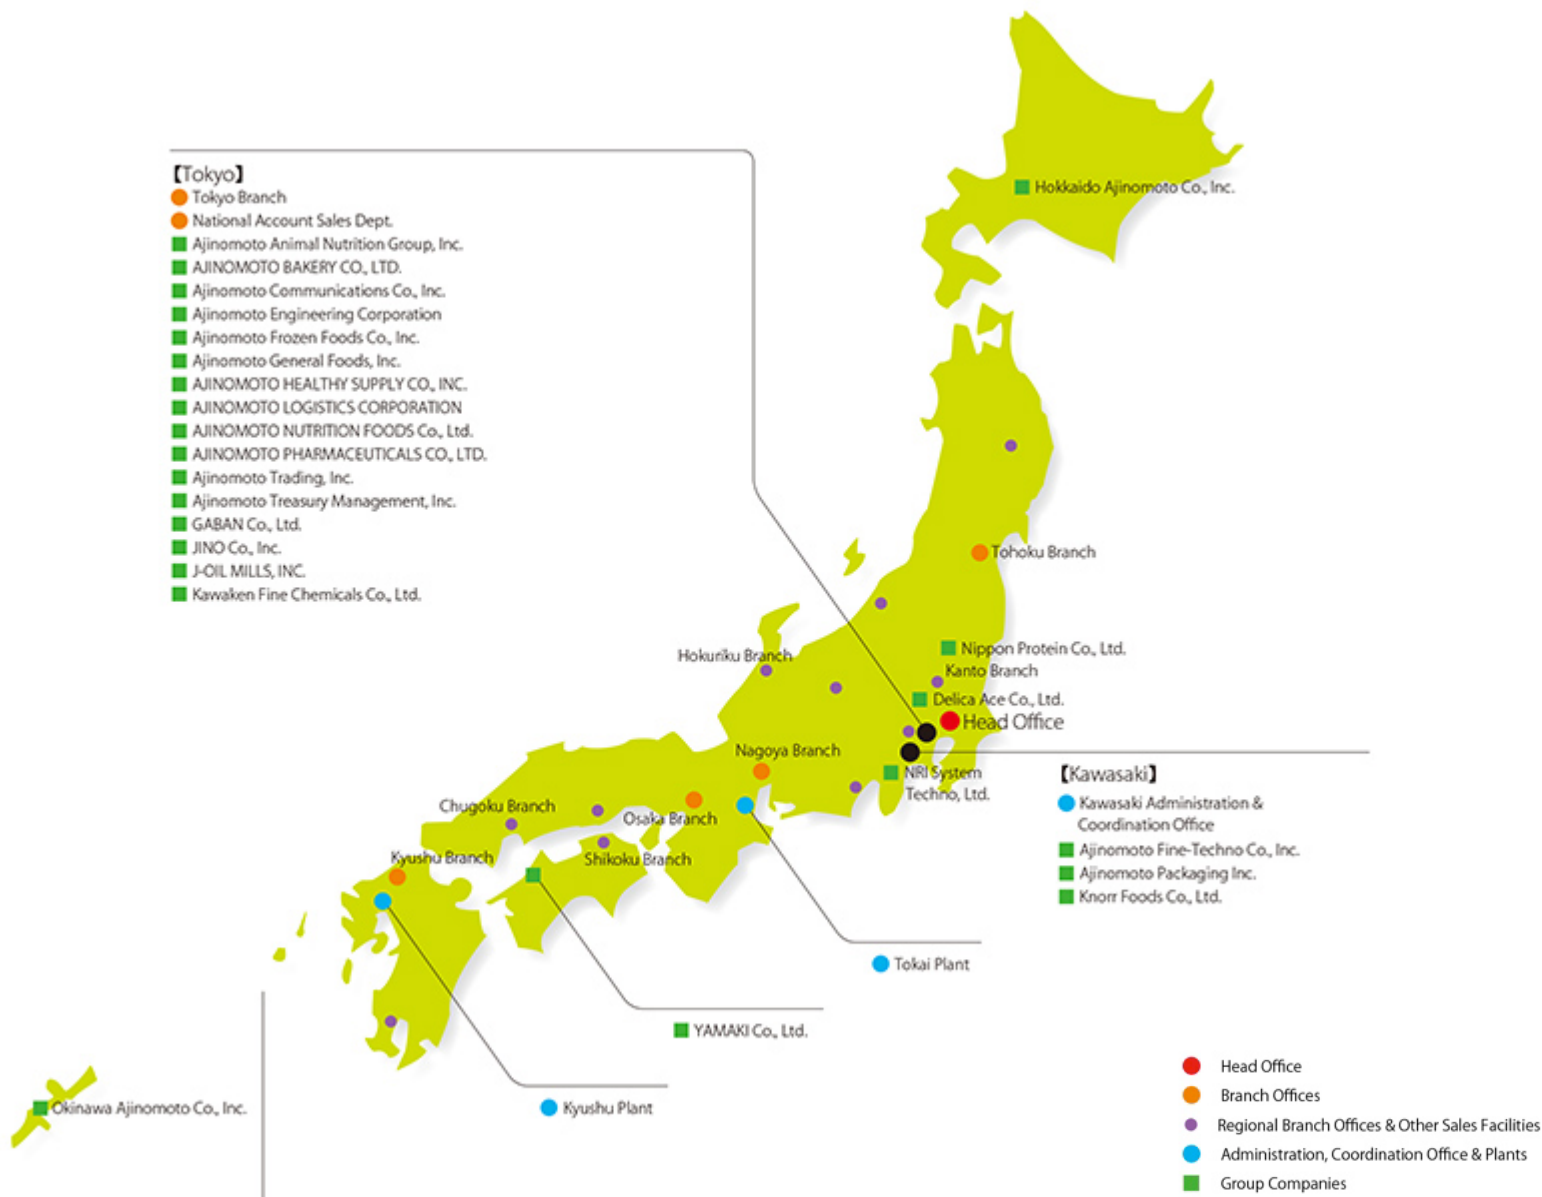 【Tokyo】
Tokyo Branch
National Account Sales Dept.
Ajinomoto Animal Nutrition Group, Inc.
AJINOMOTO BAKERY CO., LTD.
Ajinomoto Communications Co., Inc.
Ajinomoto Engineering Corporation
Ajinomoto Frozen Foods Co., Inc.
Ajinomoto General Foods, Inc.
AJINOMOTO HEALTHY SUPPLY CO., INC.
AJINOMOTO LOGISTICS CORPORATION
AJINOMOTO NUTRITION FOODS Co., Ltd.
AJINOMOTO PHARMACEUTICALS CO., LTD.
Ajinomoto Trading, Inc.
Ajinomoto Treasury Management, Inc.
GABAN Co., Ltd.
JINO Co., Inc.
J-OIL MILLS, INC.
Kawaken Fine Chemicals Co., Ltd.
Hokkaido Ajinomoto Co., Inc.
Tohoku Branch
Nippon Protein Co., Ltd.
Hokuriku Branch
Kanto Branch
Delica Ace Co., Ltd.
Head Office
Nagoya Branch
NRI System
Techno, Ltd.
【Kawasaki】
Kawasaki Administration &
Coordination Office
Ajinomoto Fine-Techno Co., Inc.
Ajinomoto Packaging Inc.
Knorr Foods Co., Ltd.
Chugoku Branch
Osaka Branch
Kyushu Branch
Shikoku Branch
Tokai Plant
YAMAKI Co., Ltd.
Kyushu Plant
Okinawa Ajinomoto Co., Inc.
Head Office
Branch Offices
Regional Branch Offices & Other Sales Facilities
Administration, Coordination Office & Plants
Group Companies